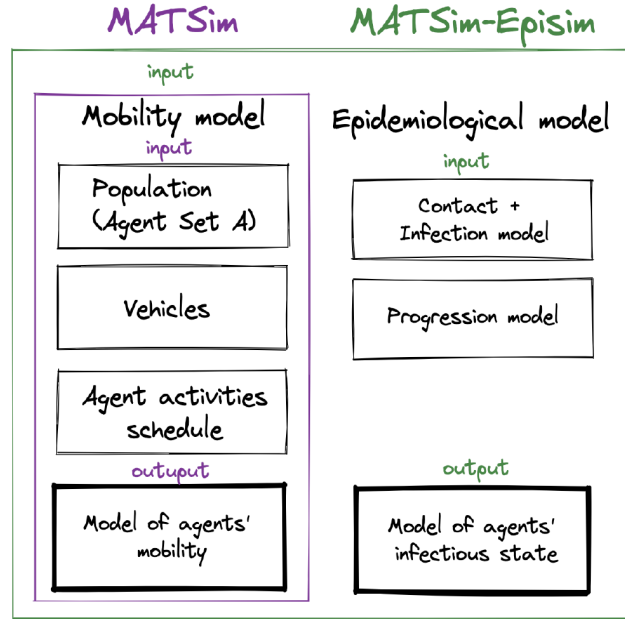 MATSim
MATSim-Episim
input
Mobility model
input
Population
(Agent Set A)
Vehicles
Agent activities
schedule
outuput
Model of agents'
mobility
Epidemiological model
input
Contact +
Infection model
Progression model
output
Model of agents'
infectious state